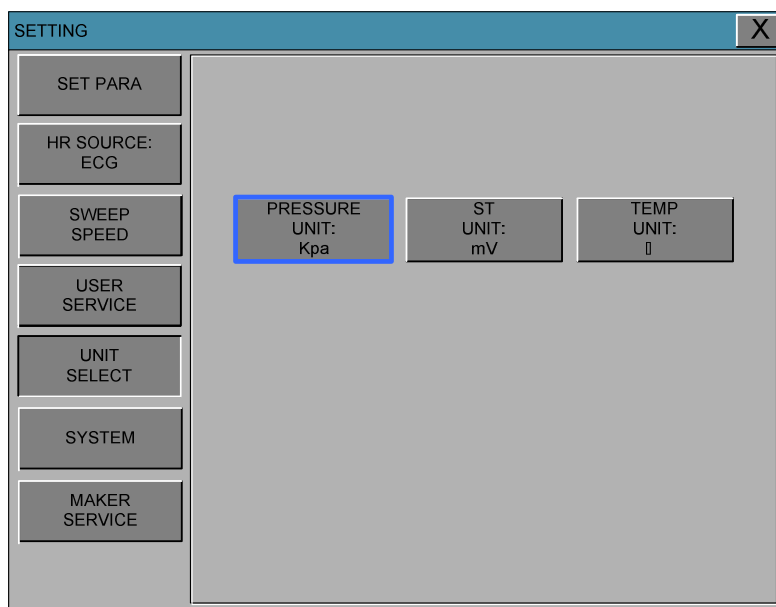 SETTING
X
SET PARA
HR SOURCE:
ECG
SWEEP
SPEED
USER
SERVICE
UNIT
SELECT
SYSTEM
MAKER
SERVICE
PRESSURE
UNIT:
Kpa
ST
UNIT:
mV
TEMP
UNIT: